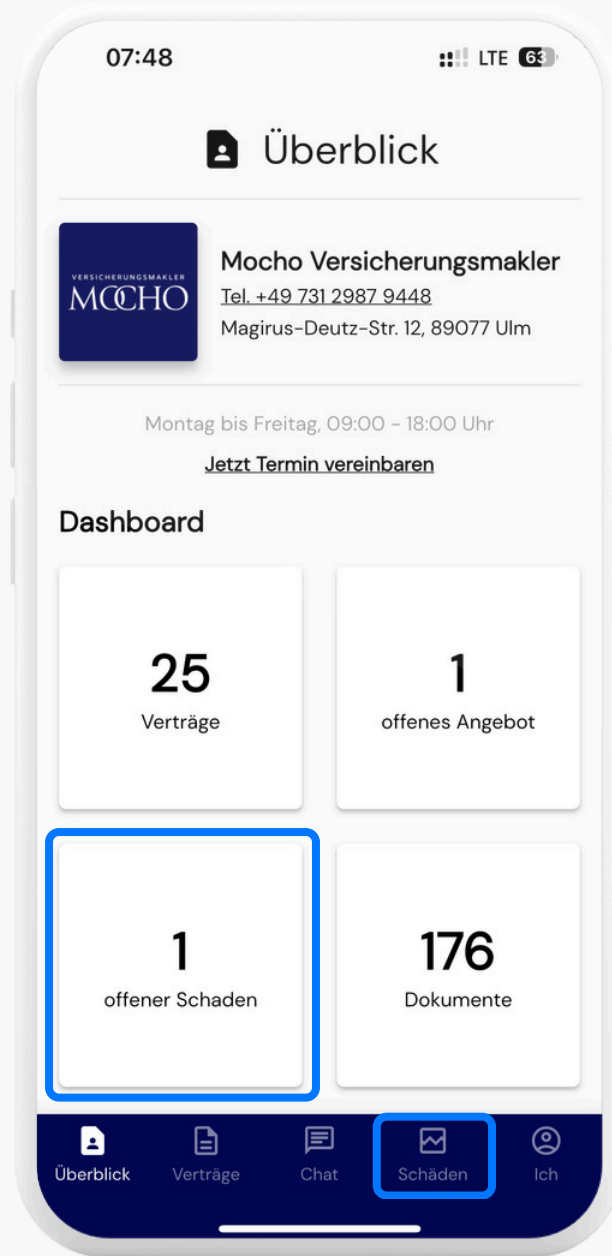 07:48
LTE 63
Überblick
VERSICHERUNGSMAKLER
MOCHO
Mocho Versicherungsmakler
Tel. +49 731 2987 9448
Magirus-Deutz-Str. 12, 89077 Ulm
Montag bis Freitag, 09:00 - 18:00 Uhr
Jetzt Termin vereinbaren
Dashboard
25
Verträge
1
offenes Angebot
1
offener Schaden
176
Dokumente
Überblick
Verträge
Chat
Schäden
Ich